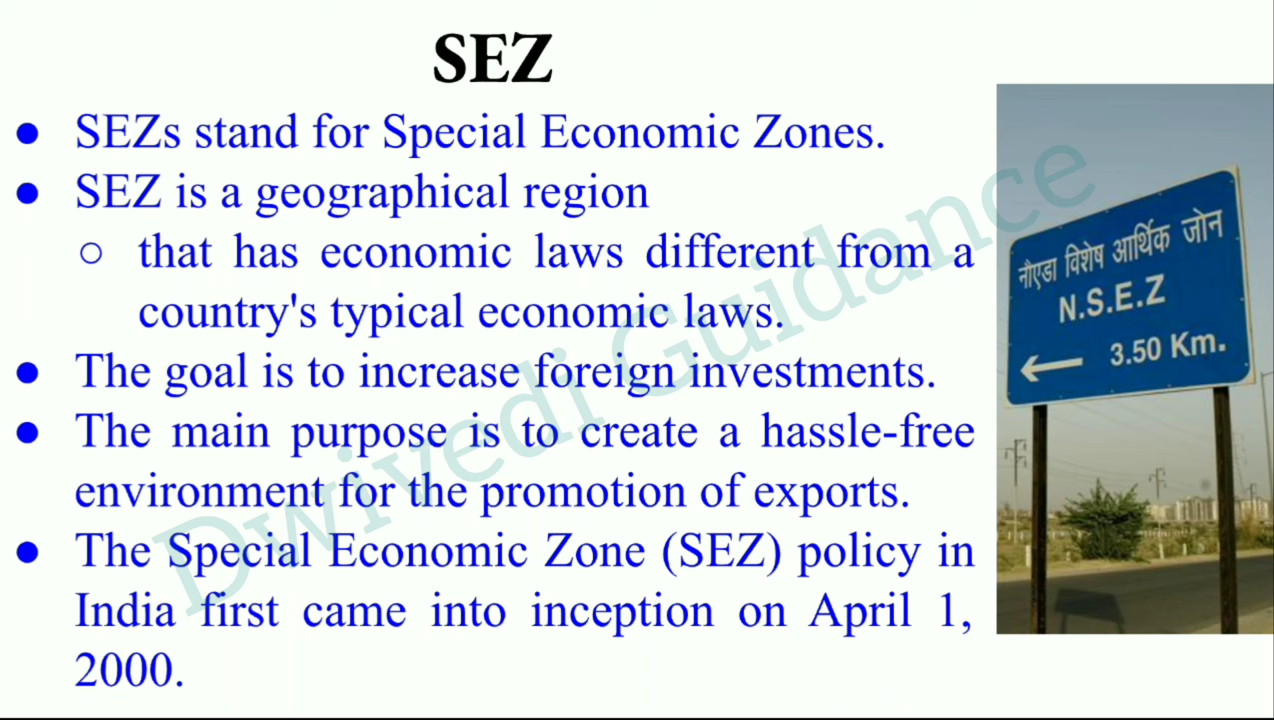 SEZ
● SEZs stand for Special Economic Zones.
● SEZ is a geographical region
○ that has economic laws different from a
country's typical economic laws.
● The goal is to increase foreign investments.
● The main purpose is to create a hassle-free
environment for the promotion of exports.
● The Special Economic Zone (SEZ) policy in
India first came into inception on April 1,
2000.
नौएडा विशेष आर्थिक जोन
N.S.E.Z
← 3.50 Km.
Dwivedi Guidance